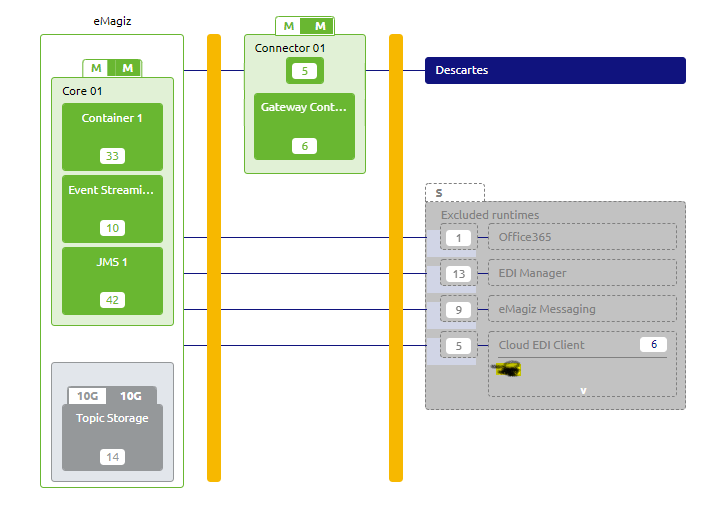 eMagiz
M M
Core 01
Container 1
33
Event Streami...
10
JMS 1
42
10G 10G
Topic Storage
14
M M
Connector 01
5
Gateway Cont...
6
Descartes
S
Excluded runtimes
1 Office365
13 EDI Manager
9 eMagiz Messaging
5 Cloud EDI Client 6
v